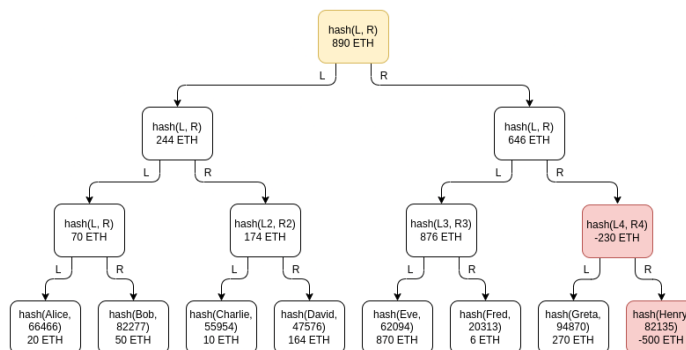 hash(L, R)
890 ETH
L
R
hash(L, R)
244 ETH
hash(L, R)
646 ETH
L
R
L
R
hash(L, R)
70 ETH
hash(L2, R2)
174 ETH
hash(L3, R3)
876 ETH
hash(L4, R4)
-230 ETH
L
R
L
R
L
R
L
R
hash(Alice,
66466)
20 ETH
hash(Bob,
82277)
50 ETH
hash(Charlie,
55954)
10 ETH
hash(David,
47576)
164 ETH
hash(Eve,
62094)
870 ETH
hash(Fred,
20313)
6 ETH
hash(Greta,
94870)
270 ETH
hash(Henry
82135)
-500 ETH